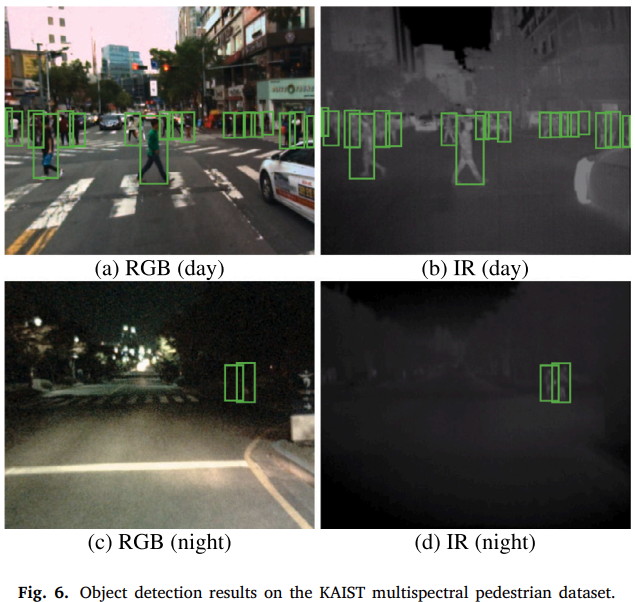 (a) RGB (day)
(b) IR (day)
(c) RGB (night)
(d) IR (night)
Fig. 6. Object detection results on the KAIST multispectral pedestrian dataset.